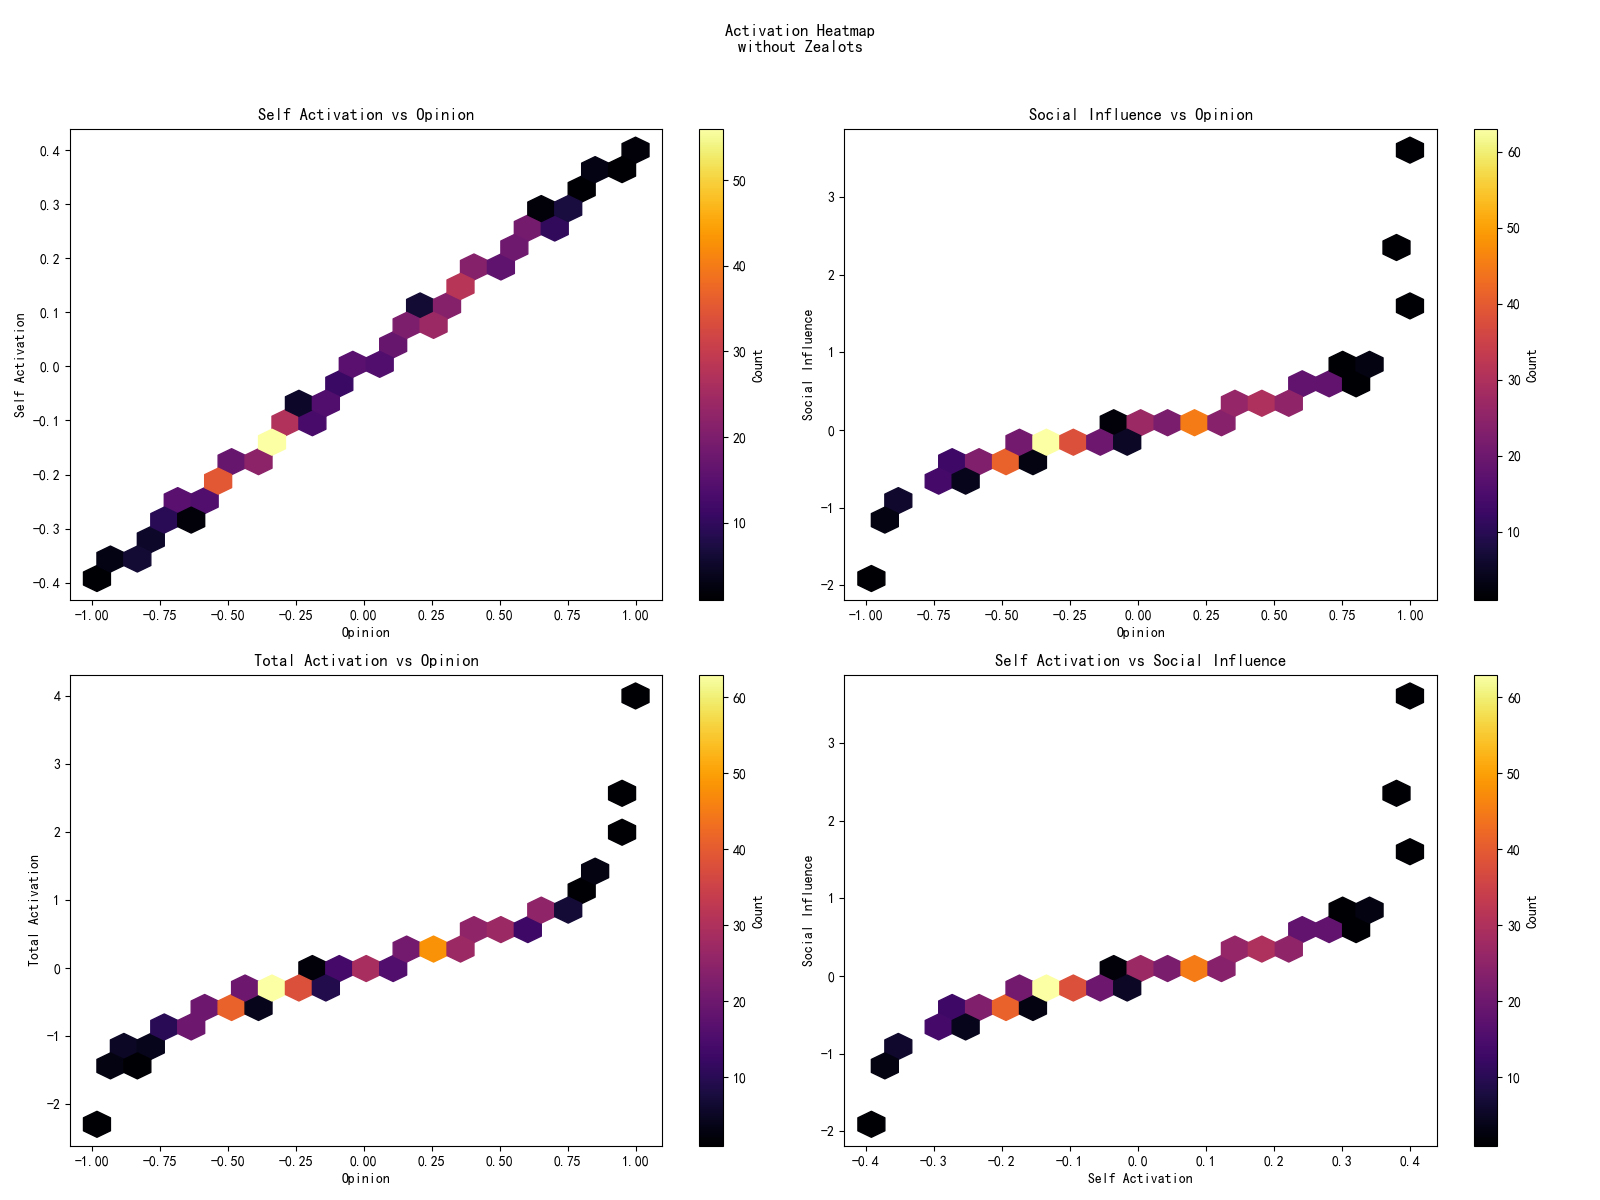 Activation Heatmap
without Zealots
Self Activation vs Opinion
Self Activation
0.4
0.3
0.2
0.1
0.0
−0.1
−0.2
−0.3
−0.4
−1.00 −0.75 −0.50 −0.25 0.00 0.25 0.50 0.75 1.00
Opinion
50
40
30
20
10
Count
Social Influence vs Opinion
Social Influence
3
2
1
0
−1
−2
−1.00 −0.75 −0.50 −0.25 0.00 0.25 0.50 0.75 1.00
Opinion
60
50
40
30
20
10
Count
Total Activation vs Opinion
Total Activation
4
3
2
1
0
−1
−2
−1.00 −0.75 −0.50 −0.25 0.00 0.25 0.50 0.75 1.00
Opinion
60
50
40
30
20
10
Count
Self Activation vs Social Influence
Social Influence
3
2
1
0
−1
−2
−0.4 −0.3 −0.2 −0.1 0.0 0.1 0.2 0.3 0.4
Self Activation
60
50
40
30
20
10
Count